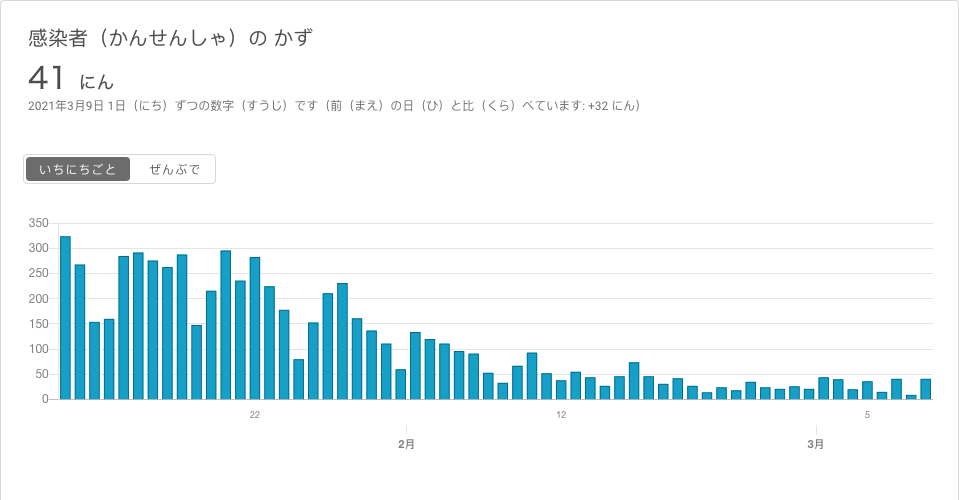 感染者（かんせんしゃ）の かず
41 にん
2021年3月9日 1日（にち）ずつの数字（すうじ）です（前（まえ）の日（ひ）と比（くら）べています: +32 にん）
いちにちごと ぜんぶで
350
300
250
200
150
100
50
0
22 12 5
2月 3月